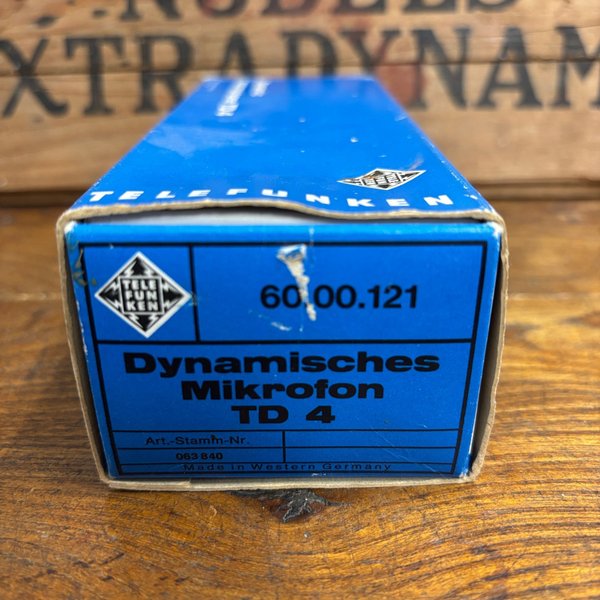 XTRADYNAM
TELEFUNKEN
TELE
FUN
KEN
60.00.121
Dynamisches
Mikrofon
TD 4
Art.-Stamm-Nr.
063 840
Made in Western Germany